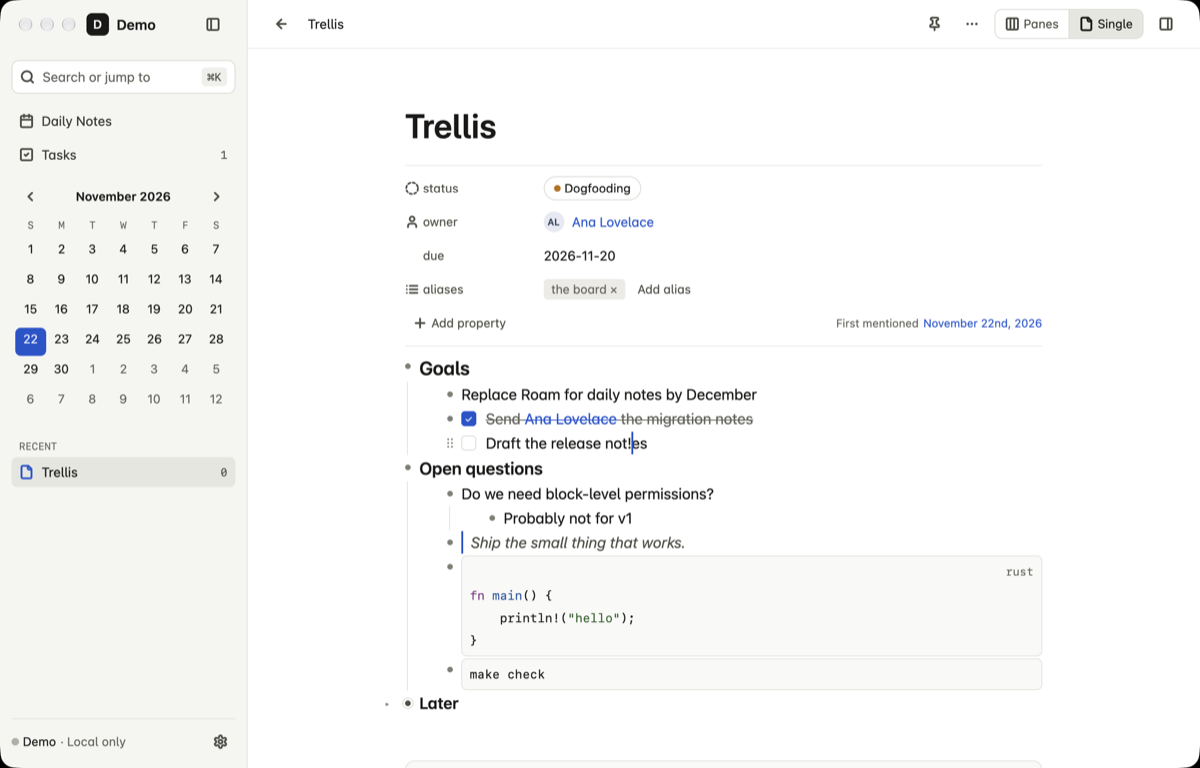 D Demo
Search or jump to ⌘K
Daily Notes
Tasks 1
November 2026
S M T W T F S
1 2 3 4 5 6 7
8 9 10 11 12 13 14
15 16 17 18 19 20 21
22 23 24 25 26 27 28
29 30 1 2 3 4 5
6 7 8 9 10 11 12
RECENT
Trellis 0
Demo · Local only
Trellis
Panes
Single
Trellis
status Dogfooding
owner AL Ana Lovelace
due 2026-11-20
aliases the board × Add alias
+ Add property
First mentioned November 22nd, 2026
Goals
Replace Roam for daily notes by December
Send Ana Lovelace the migration notes
Draft the release not!es
Open questions
Do we need block-level permissions?
Probably not for v1
Ship the small thing that works.
rust
fn main() {
    println!("hello");
}
make check
Later